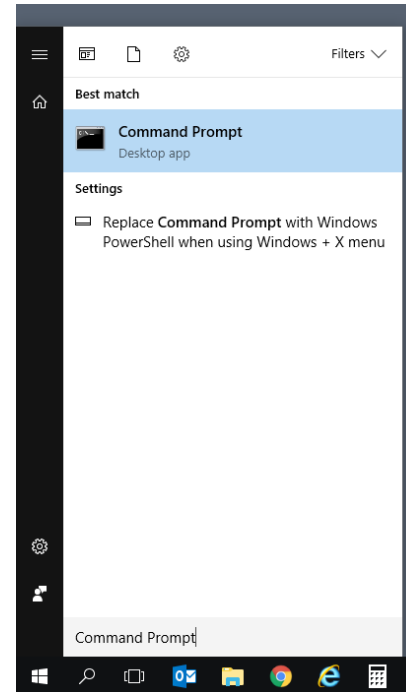 Filters
Best match
Command Prompt
Desktop app
Settings
Replace Command Prompt with Windows
PowerShell when using Windows + X menu
Command Prompt